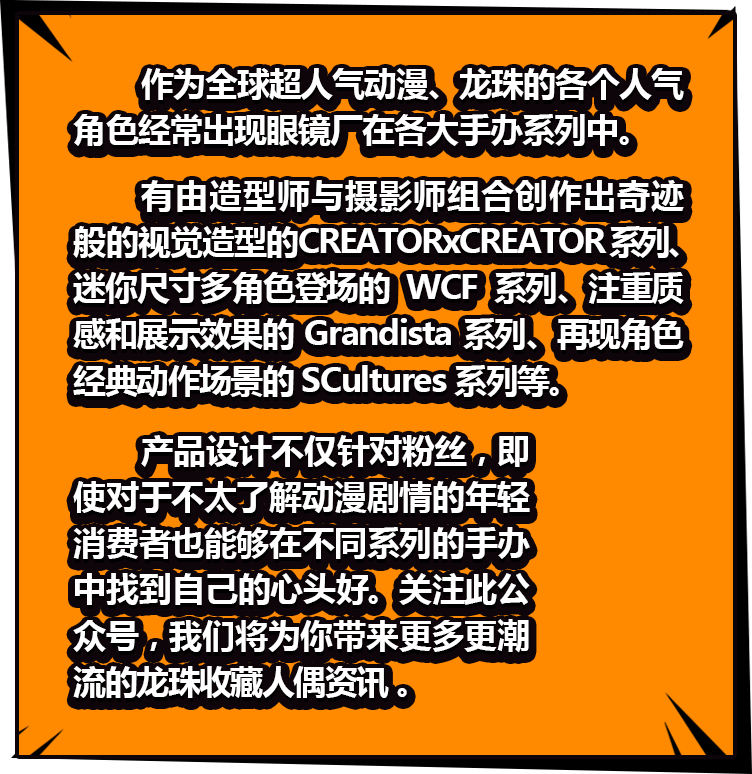 作为全球超人气动漫、龙珠的各个人气
角色经常出现眼镜厂在各大手办系列中。
有由造型师与摄影师组合创作出奇迹
般的视觉造型的CREATORxCREATOR系列、
迷你尺寸多角色登场的 WCF 系列、注重质
感和展示效果的 Grandista 系列、再现角色
经典动作场景的 SCultures 系列等。
产品设计不仅针对粉丝，即
使对于不太了解动漫剧情的年轻
消费者也能够在不同系列的手办
中找到自己的心头好。关注此公
众号，我们将为你带来更多更潮
流的龙珠收藏人偶资讯 。